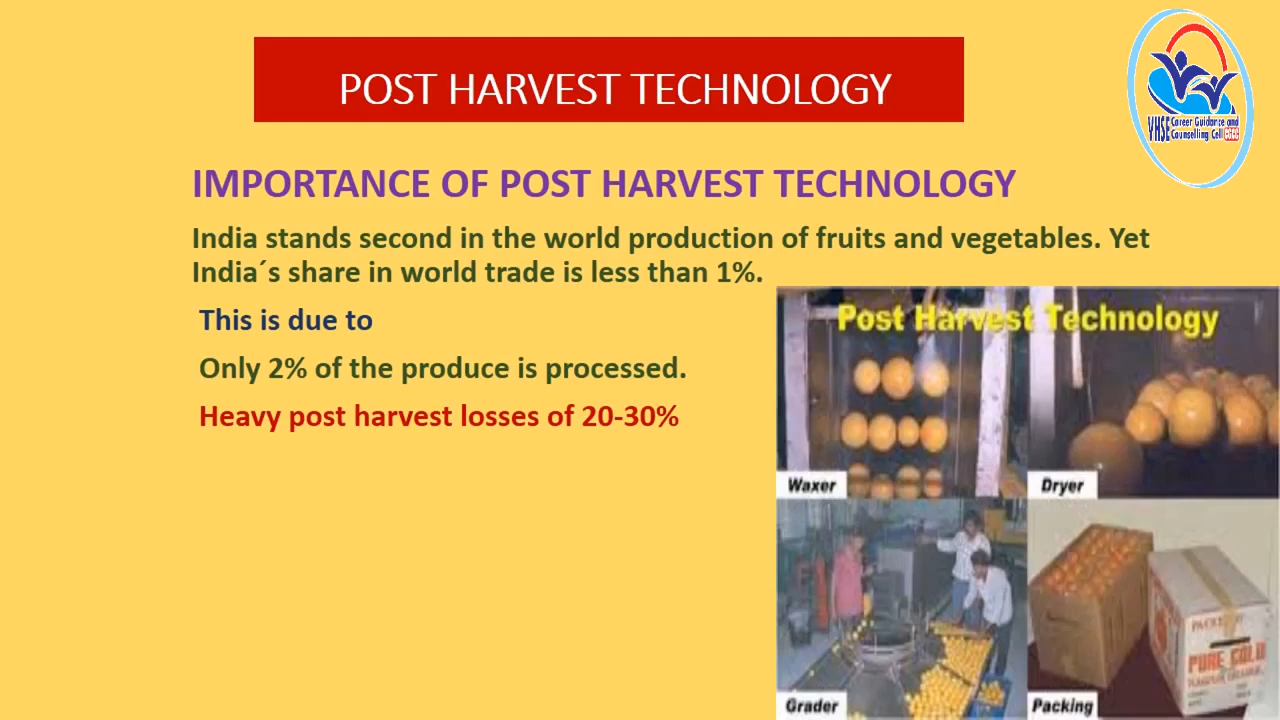 POST HARVEST TECHNOLOGY
VHSE Career Guidance and
Counselling Cell CGCC
IMPORTANCE OF POST HARVEST TECHNOLOGY
India stands second in the world production of fruits and vegetables. Yet
India´s share in world trade is less than 1%.
This is due to
Only 2% of the produce is processed.
Heavy post harvest losses of 20-30%
Post Harvest Technology
Waxer
Dryer
Grader
Packing
PURE GOLD